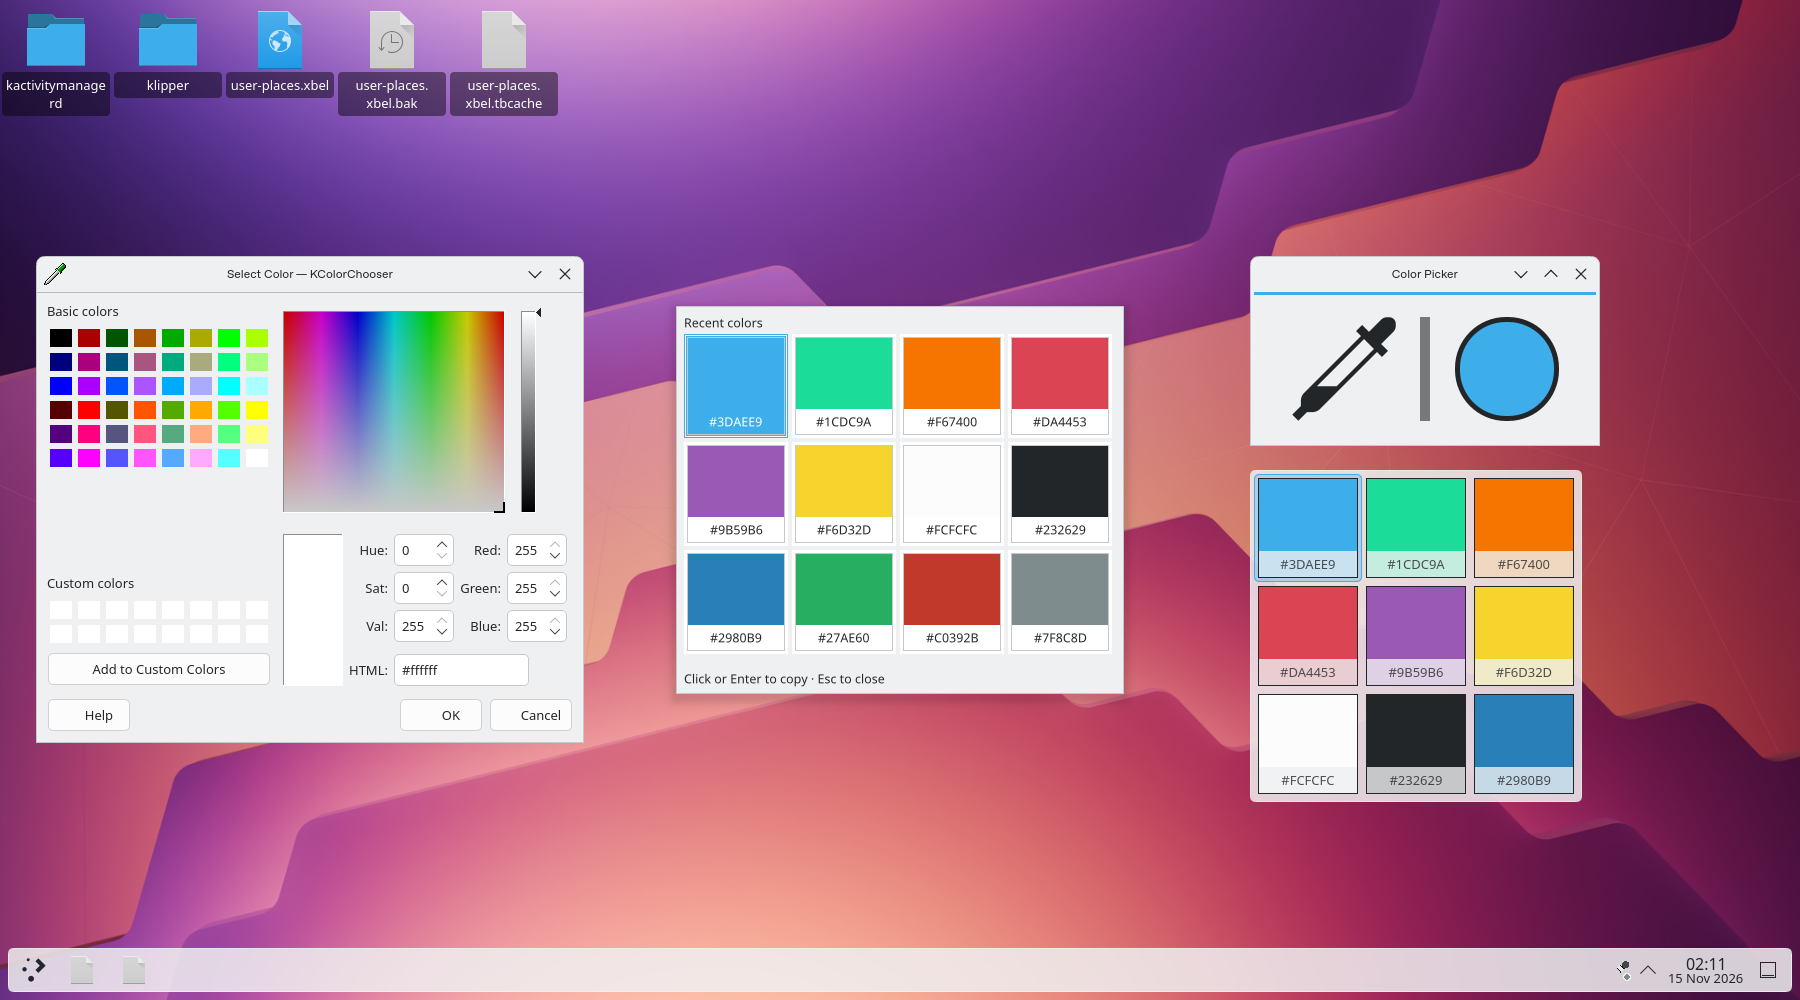 kactivitymanage
rd
klipper
user-places.xbel
user-places.
xbel.bak
user-places.
xbel.tbcache
Select Color — KColorChooser
Basic colors
Custom colors
Add to Custom Colors
Hue:
0
Red:
255
Sat:
0
Green:
255
Val:
255
Blue:
255
HTML:
#ffffff
Help
OK
Cancel
Recent colors
#3DAEE9
#1CDC9A
#F67400
#DA4453
#9B59B6
#F6D32D
#FCFCFC
#232629
#2980B9
#27AE60
#C0392B
#7F8C8D
Click or Enter to copy · Esc to close
Color Picker
#3DAEE9
#1CDC9A
#F67400
#DA4453
#9B59B6
#F6D32D
#FCFCFC
#232629
#2980B9
02:11
15 Nov 2026